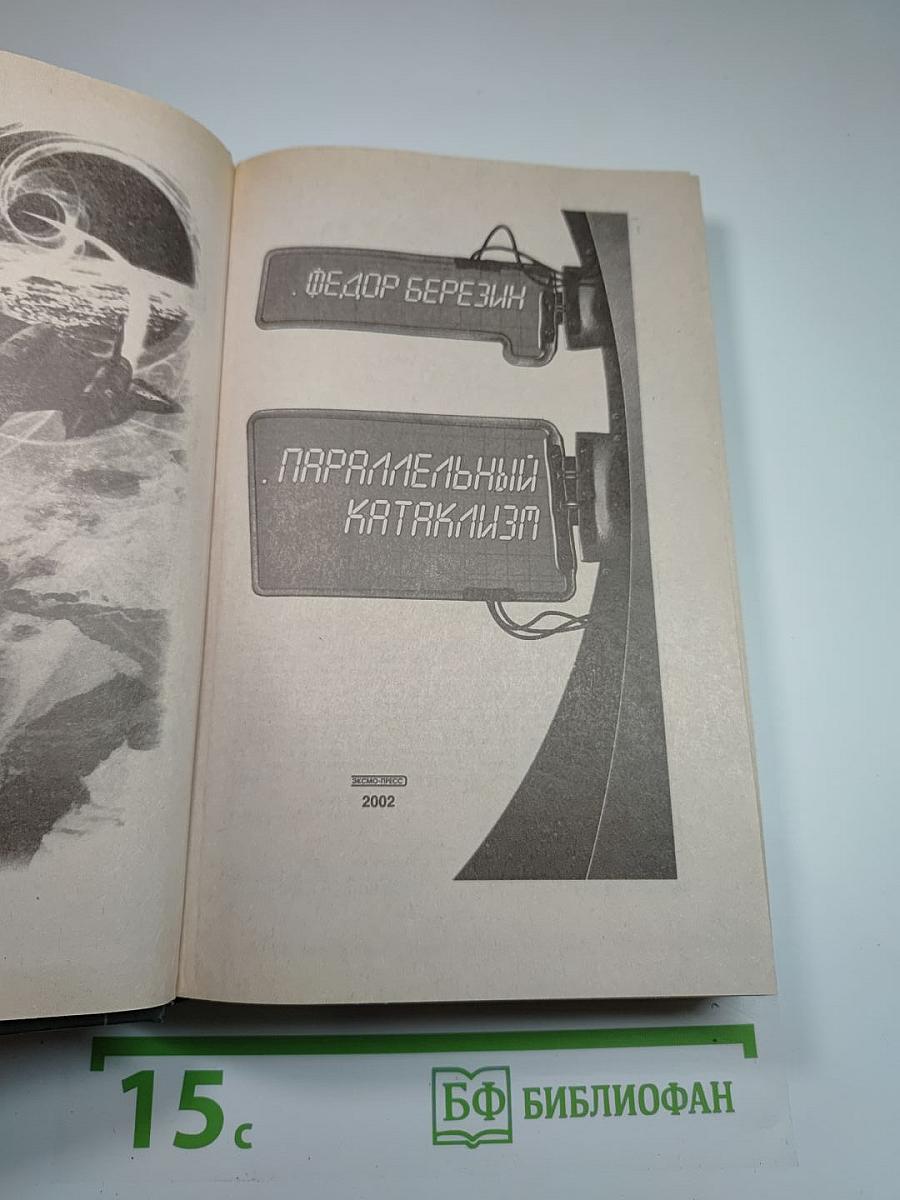 ФЕДОР БЕРЕЗИН
ПАРАЛЛЕЛЬНЫЙ
КАТАКЛИЗМ
ЭКСМО-ПРЕСС
2002
15с
БФ БИБЛИОФАН